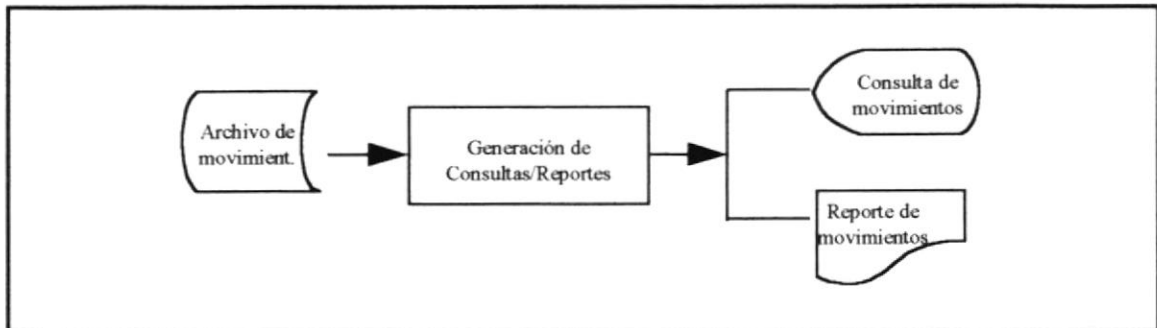 Archivo de
movimient.
Generación de
Consultas/Reportes
Consulta de
movimientos
Reporte de
movimientos